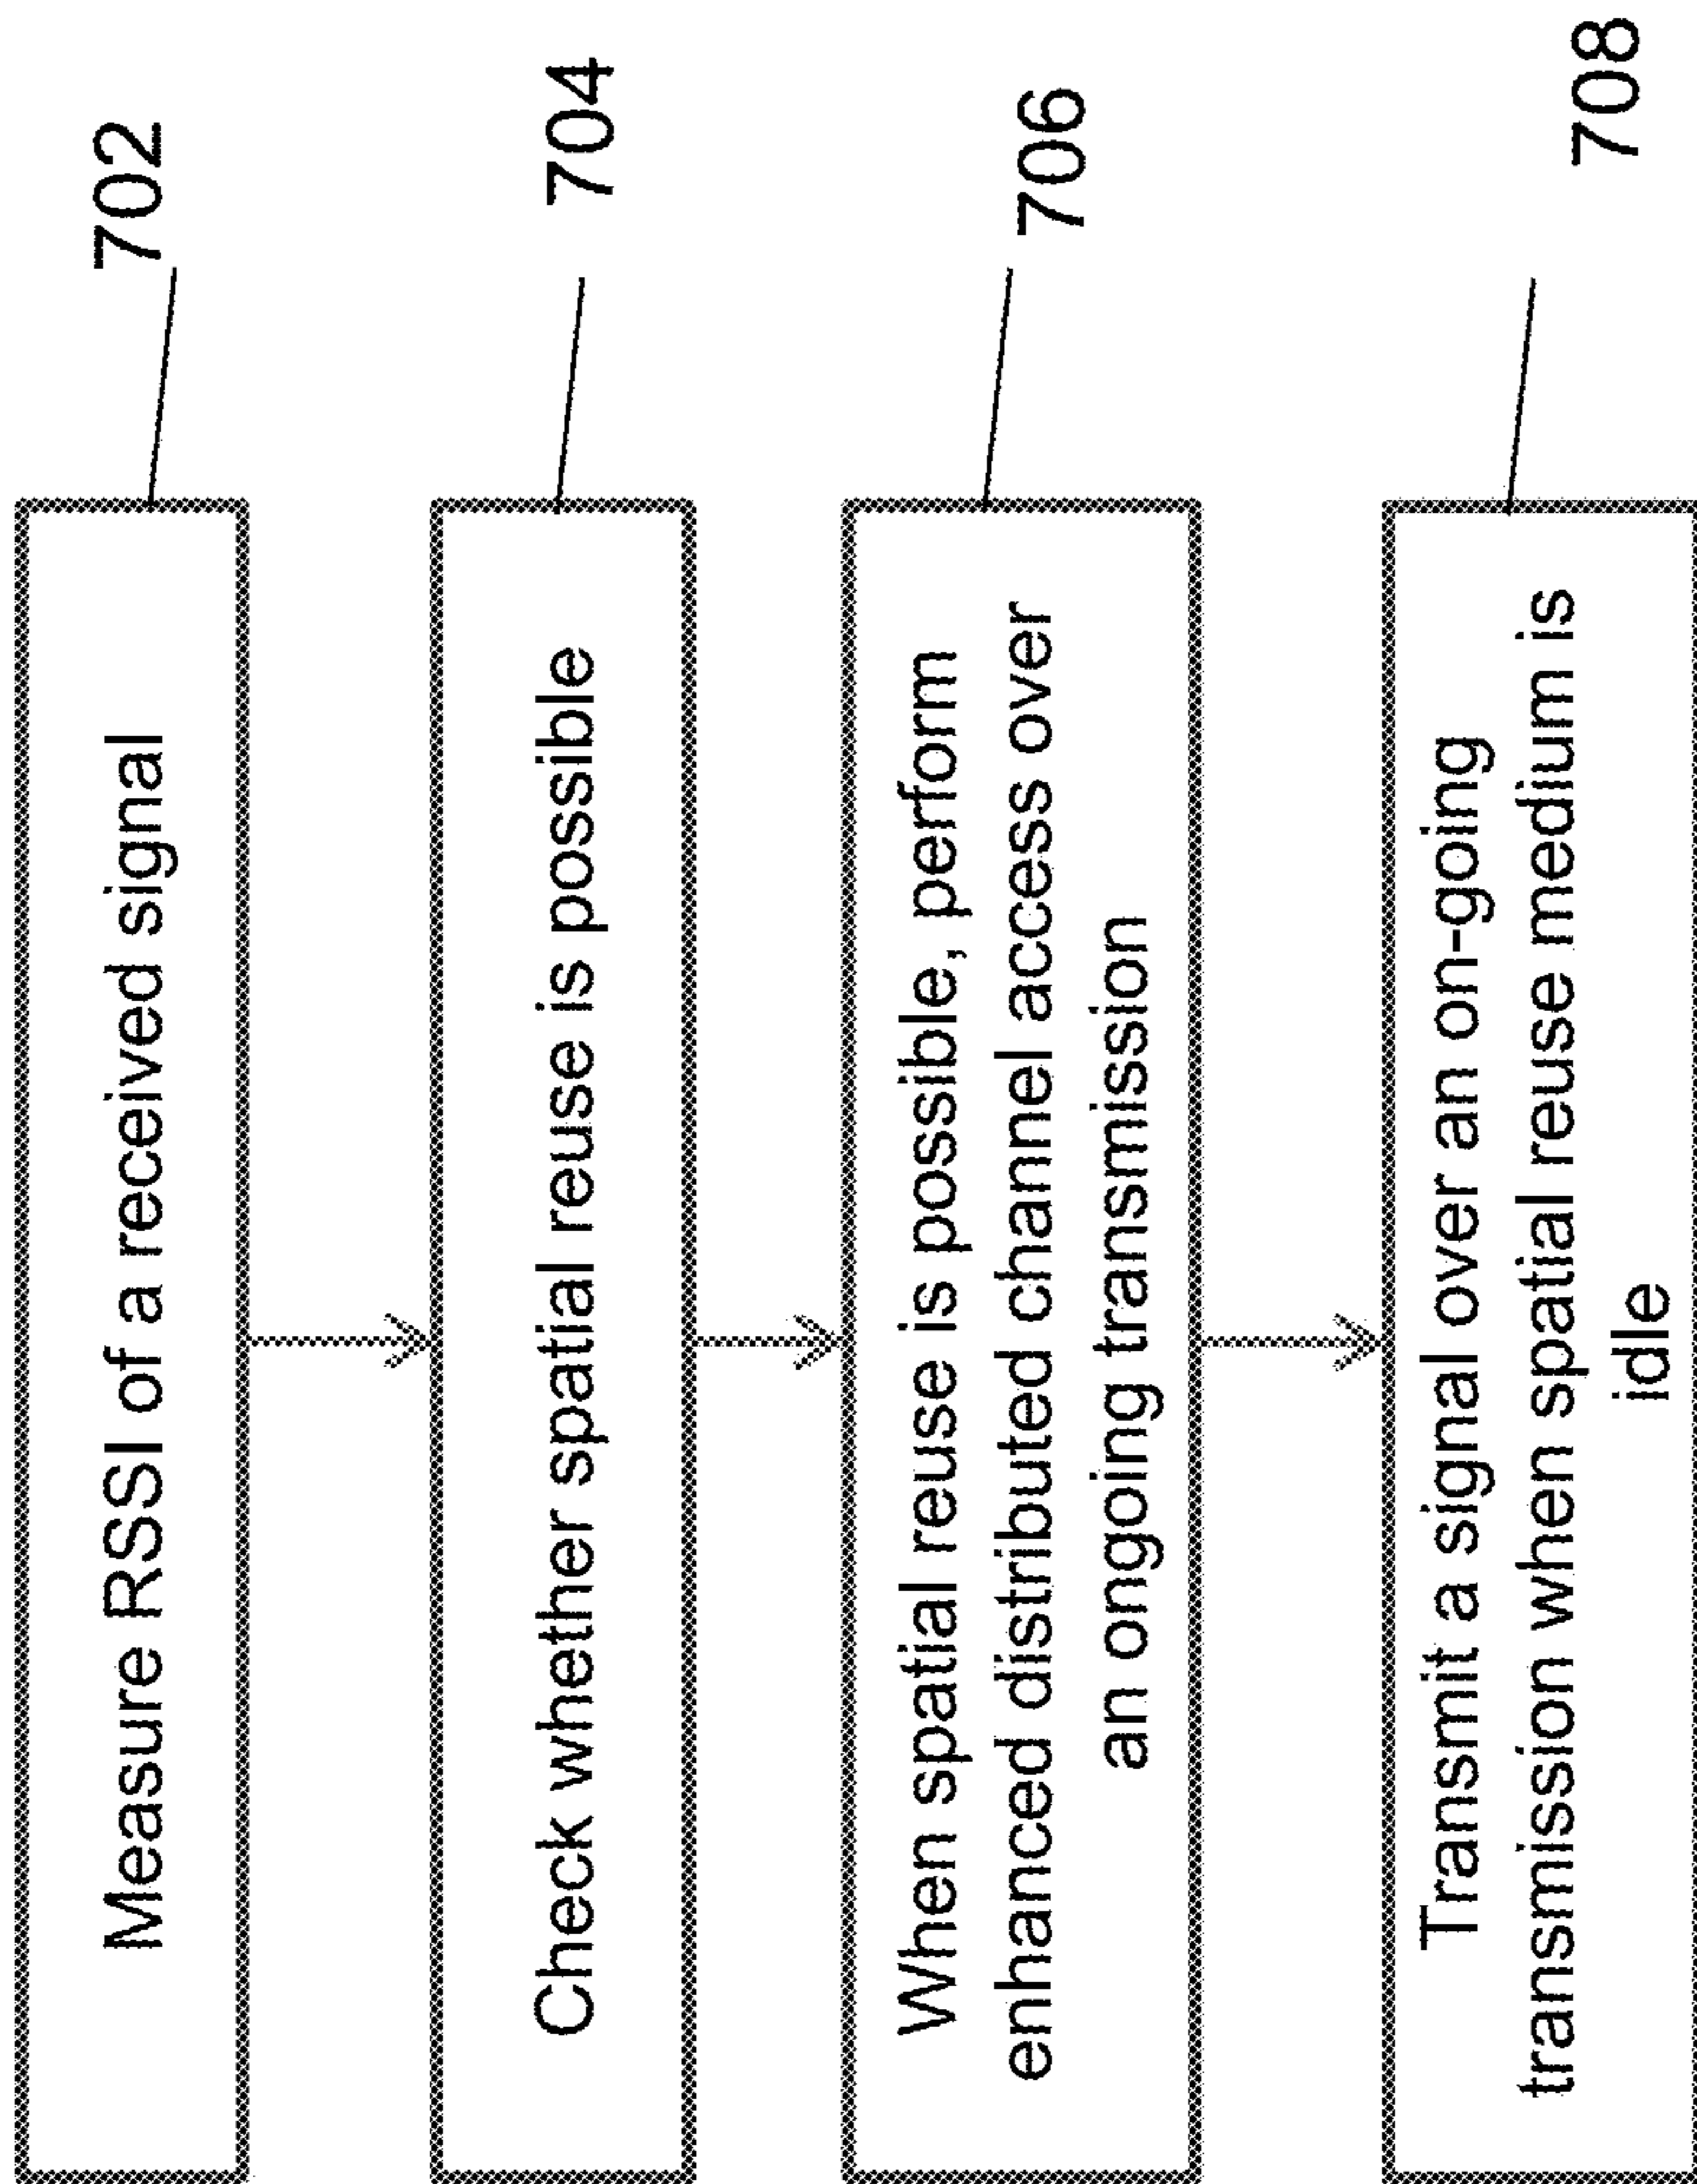 Measure RSSI of a received signal
702
Check whether spatial reuse is possible
704
When spatial reuse is possible, perform
enhanced distributed channel access over
an ongoing transmission
706
Transmit a signal over an on-going
transmission when spatial reuse medium is
idle
708